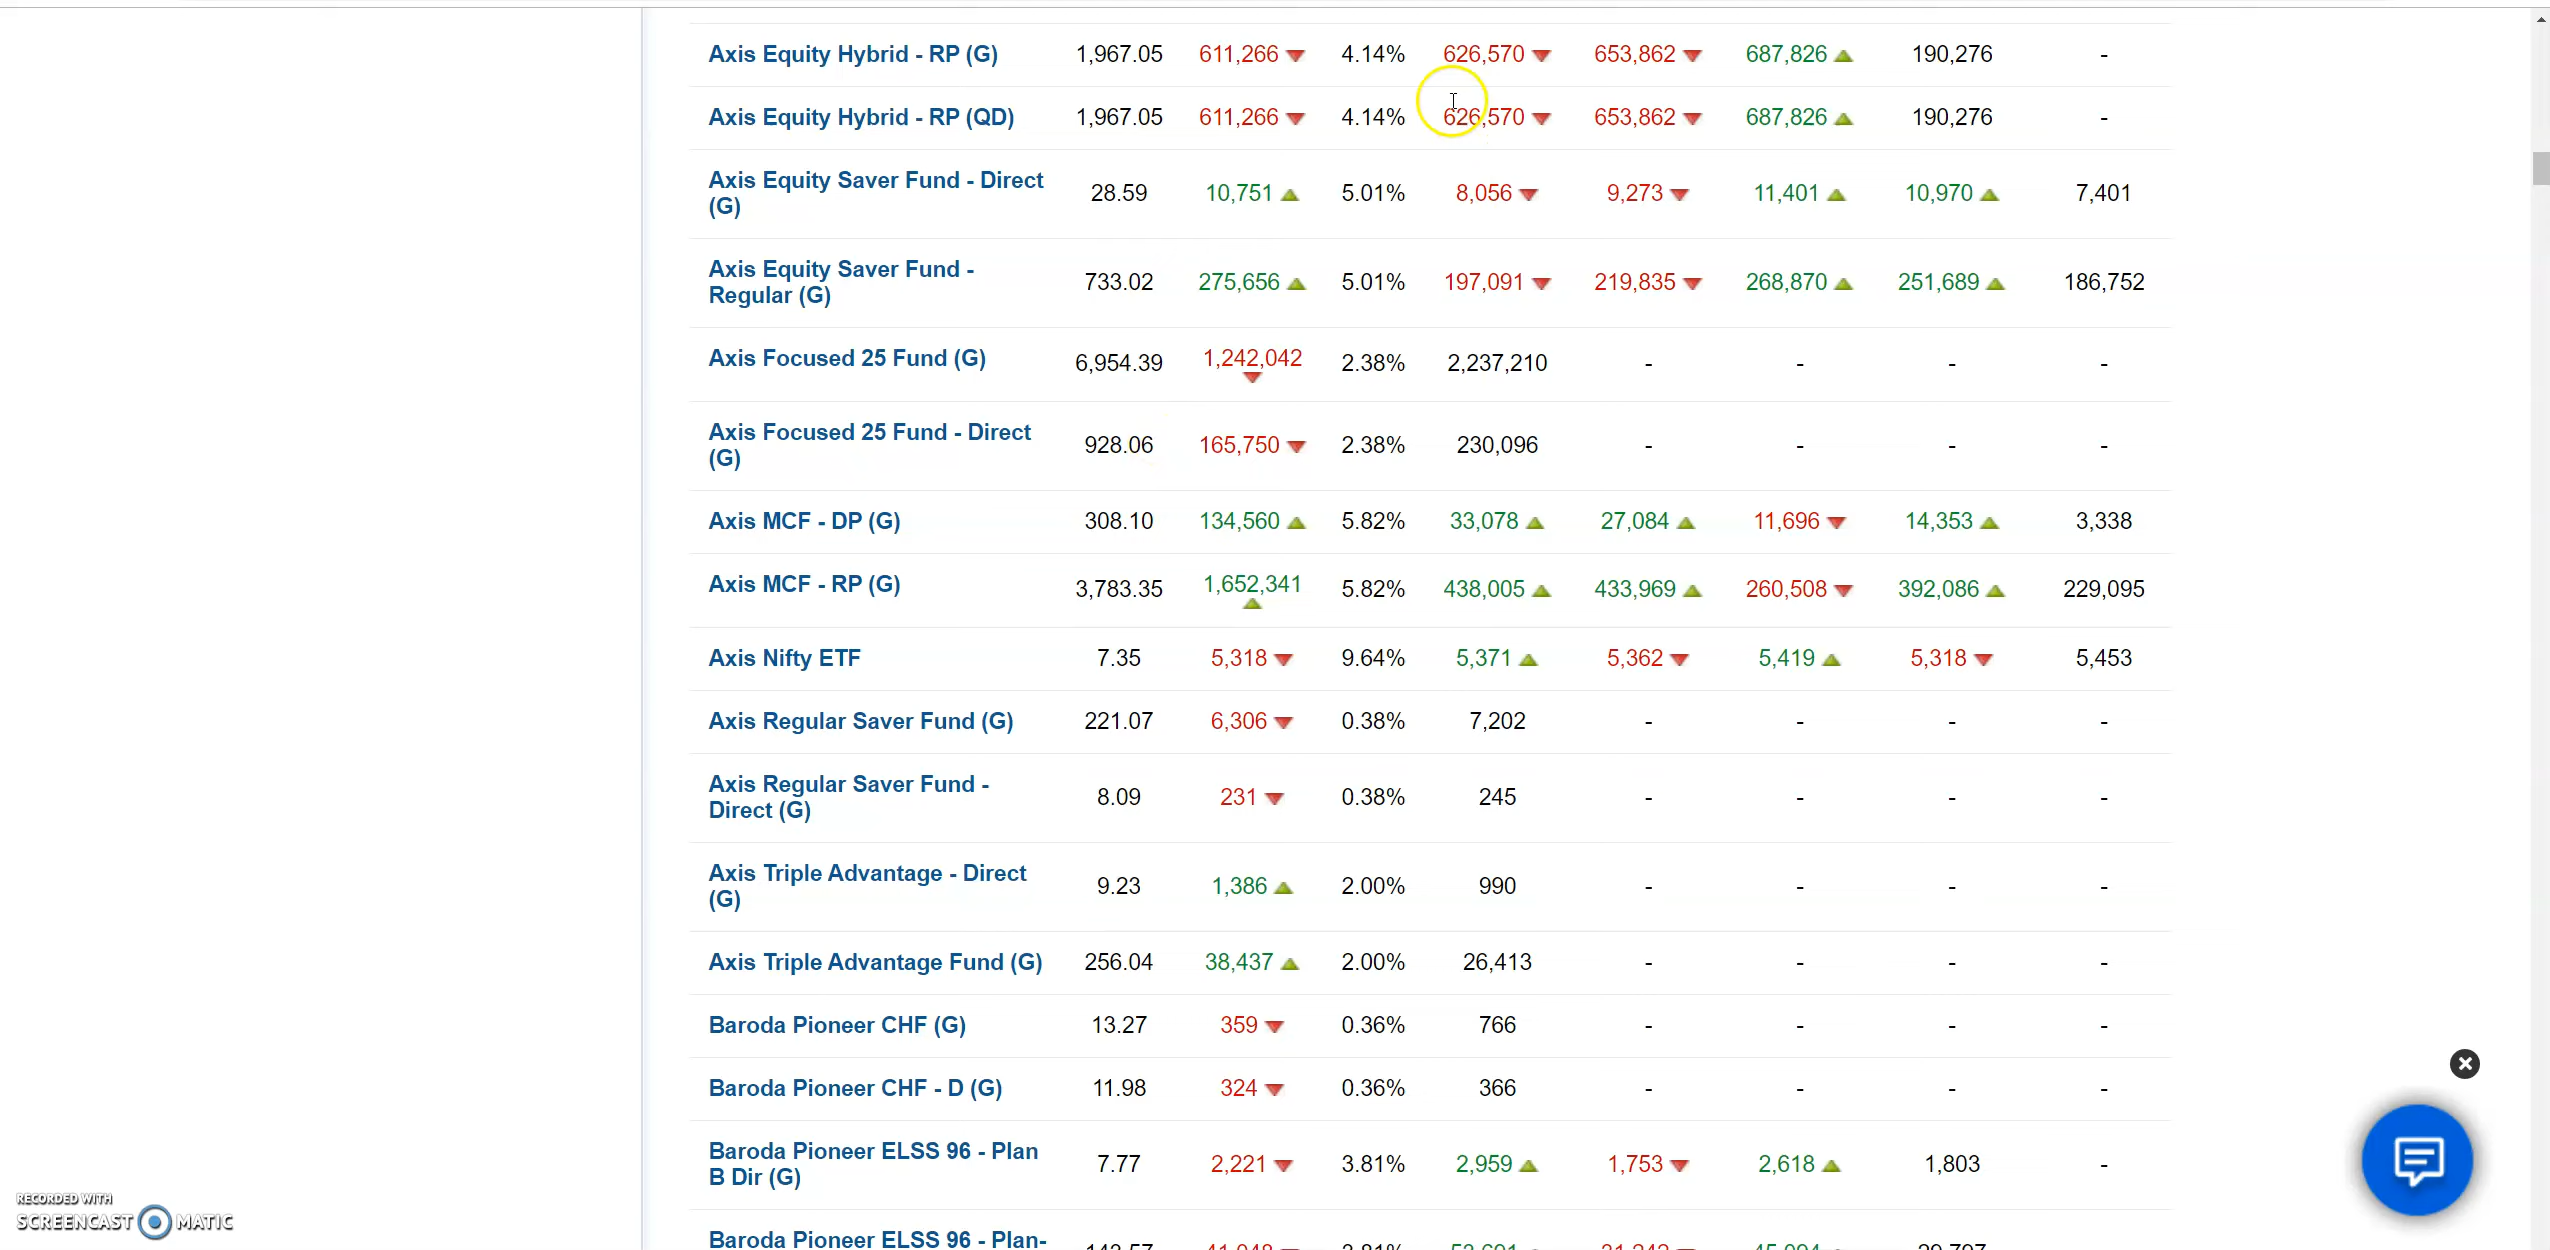 Axis Equity Hybrid - RP (G) 1,967.05 611,266 4.14% 626,570 653,862 687,826 190,276 -
Axis Equity Hybrid - RP (QD) 1,967.05 611,266 4.14% 626,570 653,862 687,826 190,276 -
Axis Equity Saver Fund - Direct
(G) 28.59 10,751 5.01% 8,056 9,273 11,401 10,970 7,401
Axis Equity Saver Fund -
Regular (G) 733.02 275,656 5.01% 197,091 219,835 268,870 251,689 186,752
Axis Focused 25 Fund (G) 6,954.39 1,242,042 2.38% 2,237,210 - - - -
Axis Focused 25 Fund - Direct
(G) 928.06 165,750 2.38% 230,096 - - - -
Axis MCF - DP (G) 308.10 134,560 5.82% 33,078 27,084 11,696 14,353 3,338
Axis MCF - RP (G) 3,783.35 1,652,341 5.82% 438,005 433,969 260,508 392,086 229,095
Axis Nifty ETF 7.35 5,318 9.64% 5,371 5,362 5,419 5,318 5,453
Axis Regular Saver Fund (G) 221.07 6,306 0.38% 7,202 - - - -
Axis Regular Saver Fund -
Direct (G) 8.09 231 0.38% 245 - - - -
Axis Triple Advantage - Direct
(G) 9.23 1,386 2.00% 990 - - - -
Axis Triple Advantage Fund (G) 256.04 38,437 2.00% 26,413 - - - -
Baroda Pioneer CHF (G) 13.27 359 0.36% 766 - - - -
Baroda Pioneer CHF - D (G) 11.98 324 0.36% 366 - - - -
Baroda Pioneer ELSS 96 - Plan
B Dir (G) 7.77 2,221 3.81% 2,959 1,753 2,618 1,803 -
Baroda Pioneer ELSS 96 - Plan-
RECORDED WITH
SCREENCAST MATIC